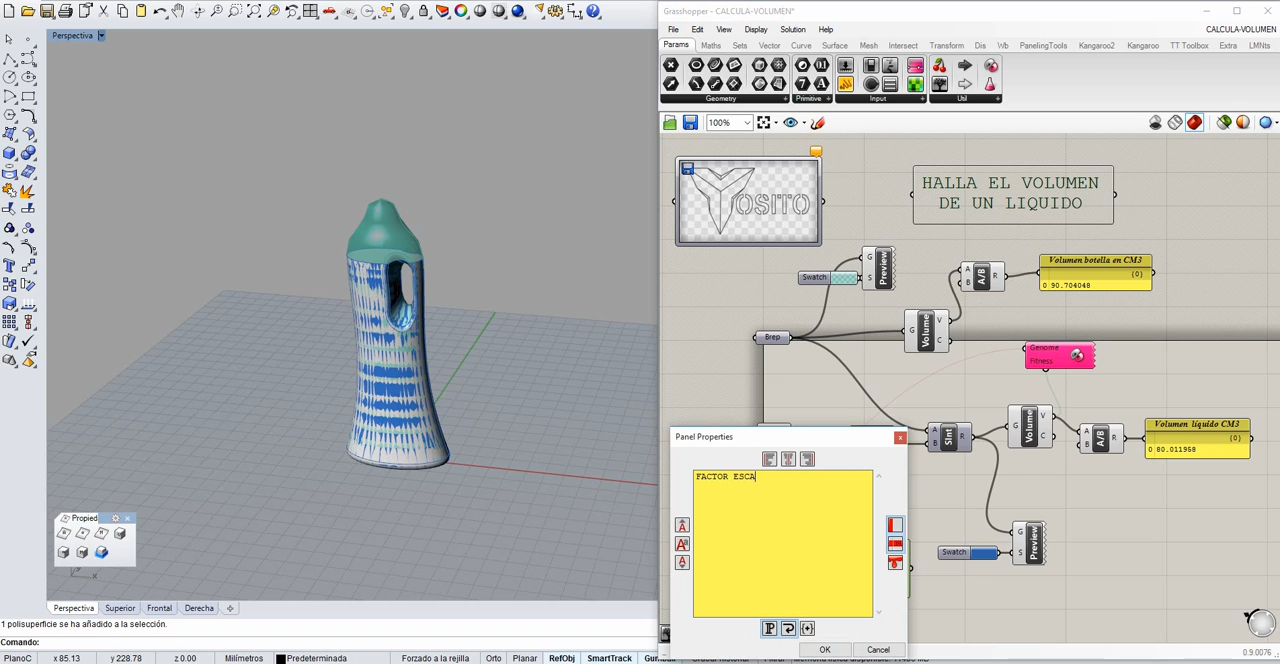 Grasshopper - CALCULA-VOLUMEN*
File Edit View Display Solution Help
CALCULA-VOLUMEN
Perspectiva
Params Maths Sets Vector Curve Surface Mesh Intersect Transform Dis Wb PanelingTools Kangaroo2 Kangaroo TT Toolbox Extra LMNts
Geometry Primitive Input Util
100%
YOSITO
HALLA EL VOLUMEN
DE UN LIQUIDO
Swatch
G
S
Preview
A
B
A/B
R
Volumen botella en CM3
{0}
0 90.704048
Brep
G
Volume
V
C
Genome
Fitness
A
B
SInt
R
G
Volume
V
C
A
B
A/B
R
Volumen líquido CM3
{0}
0 80.011958
Swatch
G
S
Preview
Panel Properties
FACTOR ESCA
OK Cancel
Propied
x
Perspectiva Superior Frontal Derecha
1 polisuperficie se ha añadido a la selección.
Comando:
PlanoC x 85.13 y 228.78 z 0.00 Milímetros Predeterminada Forzado a la rejilla Orto Planar RefObj SmartTrack
0.9.0076